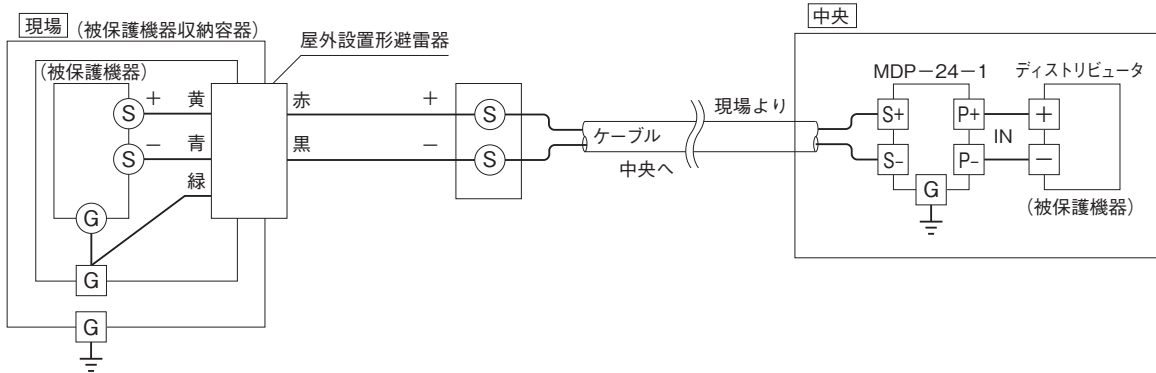 現場 (被保護機器収納容器)
中央
屋外設置形避雷器
(被保護機器)
MDP−24−1
ディストリビュータ
S
+
黄
赤
+
S
現場より
S+
P+
+
ケーブル
IN
S
−
青
黒
−
S
中央へ
S−
P−
−
緑
G
(被保護機器)
G
G
G